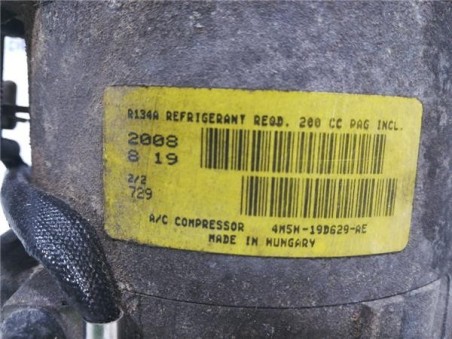 R134A REFRIGERANT REQD. 200 CC PAG INCL.
2008
8 19
2/2
729
A/C COMPRESSOR 4M5H-19D629-AE
MADE IN HUNGARY